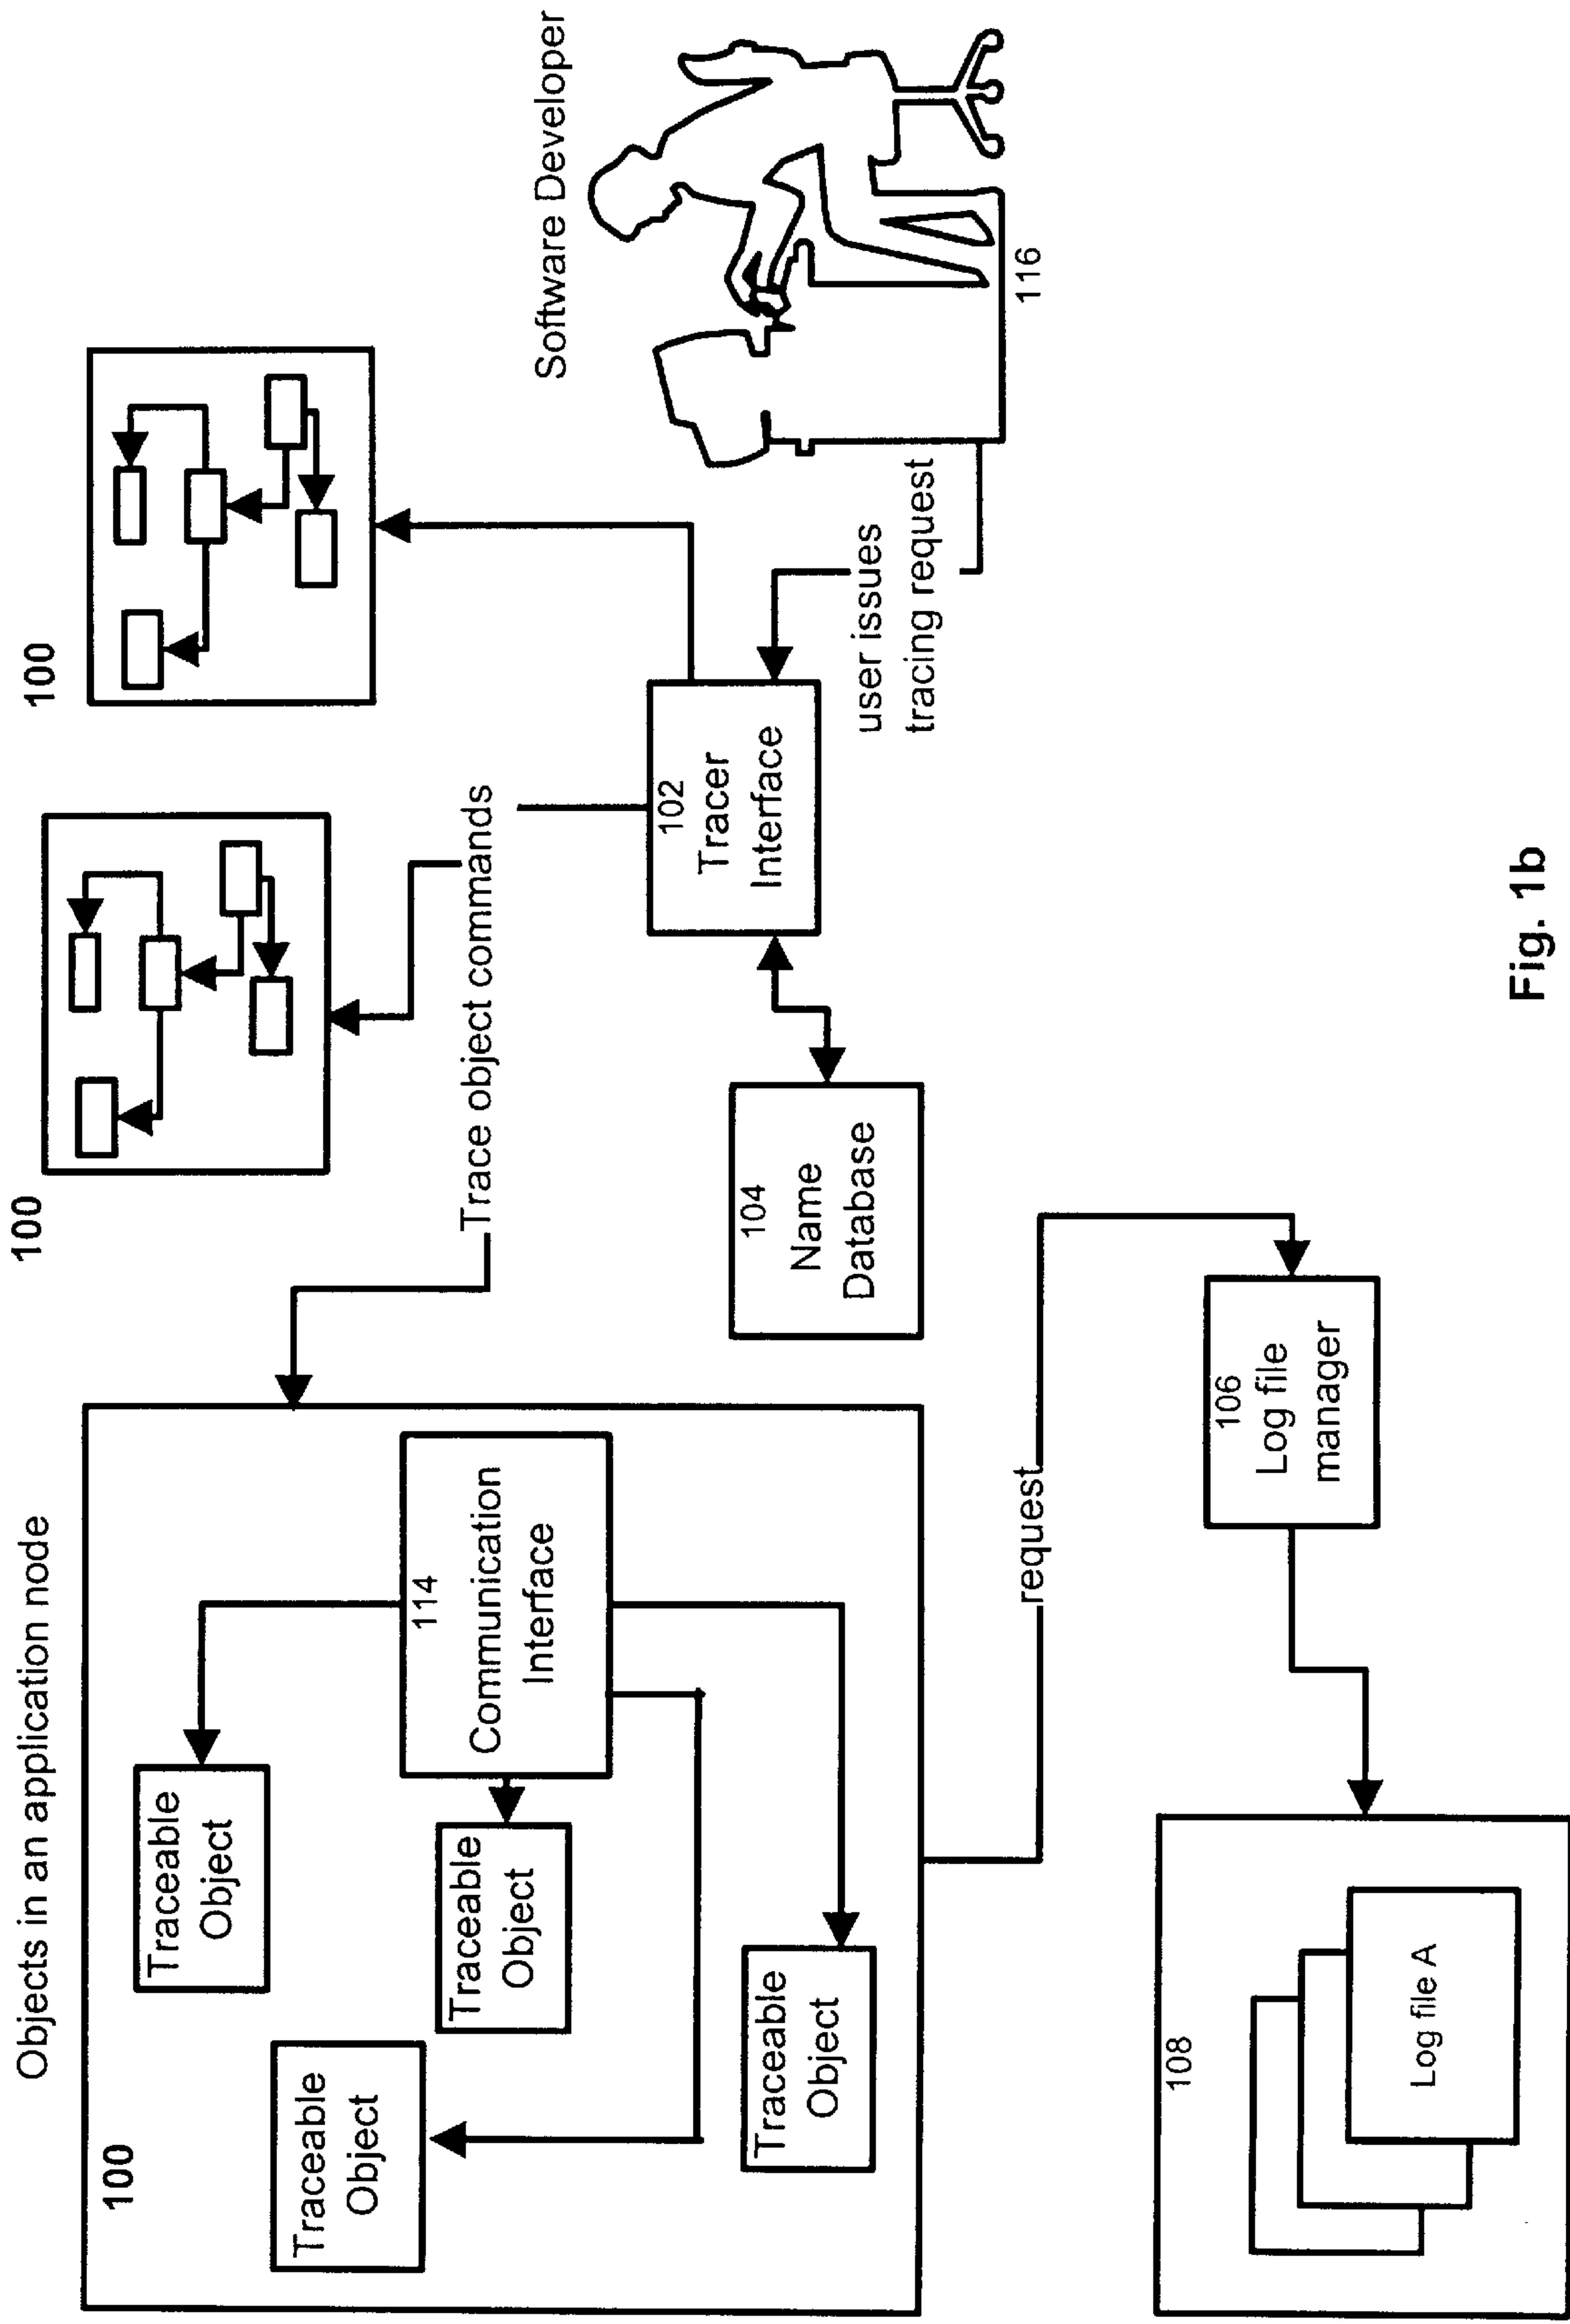 Objects in an application node
100
Traceable
Object
Traceable
Object
Traceable
Object
Traceable
Object
114
Communication
Interface
100
100
Trace object commands
102
Tracer
Interface
104
Name
Database
user issues
tracing request
Software Developer
116
request
106
Log file
manager
108
Log file A
Fig. 1b